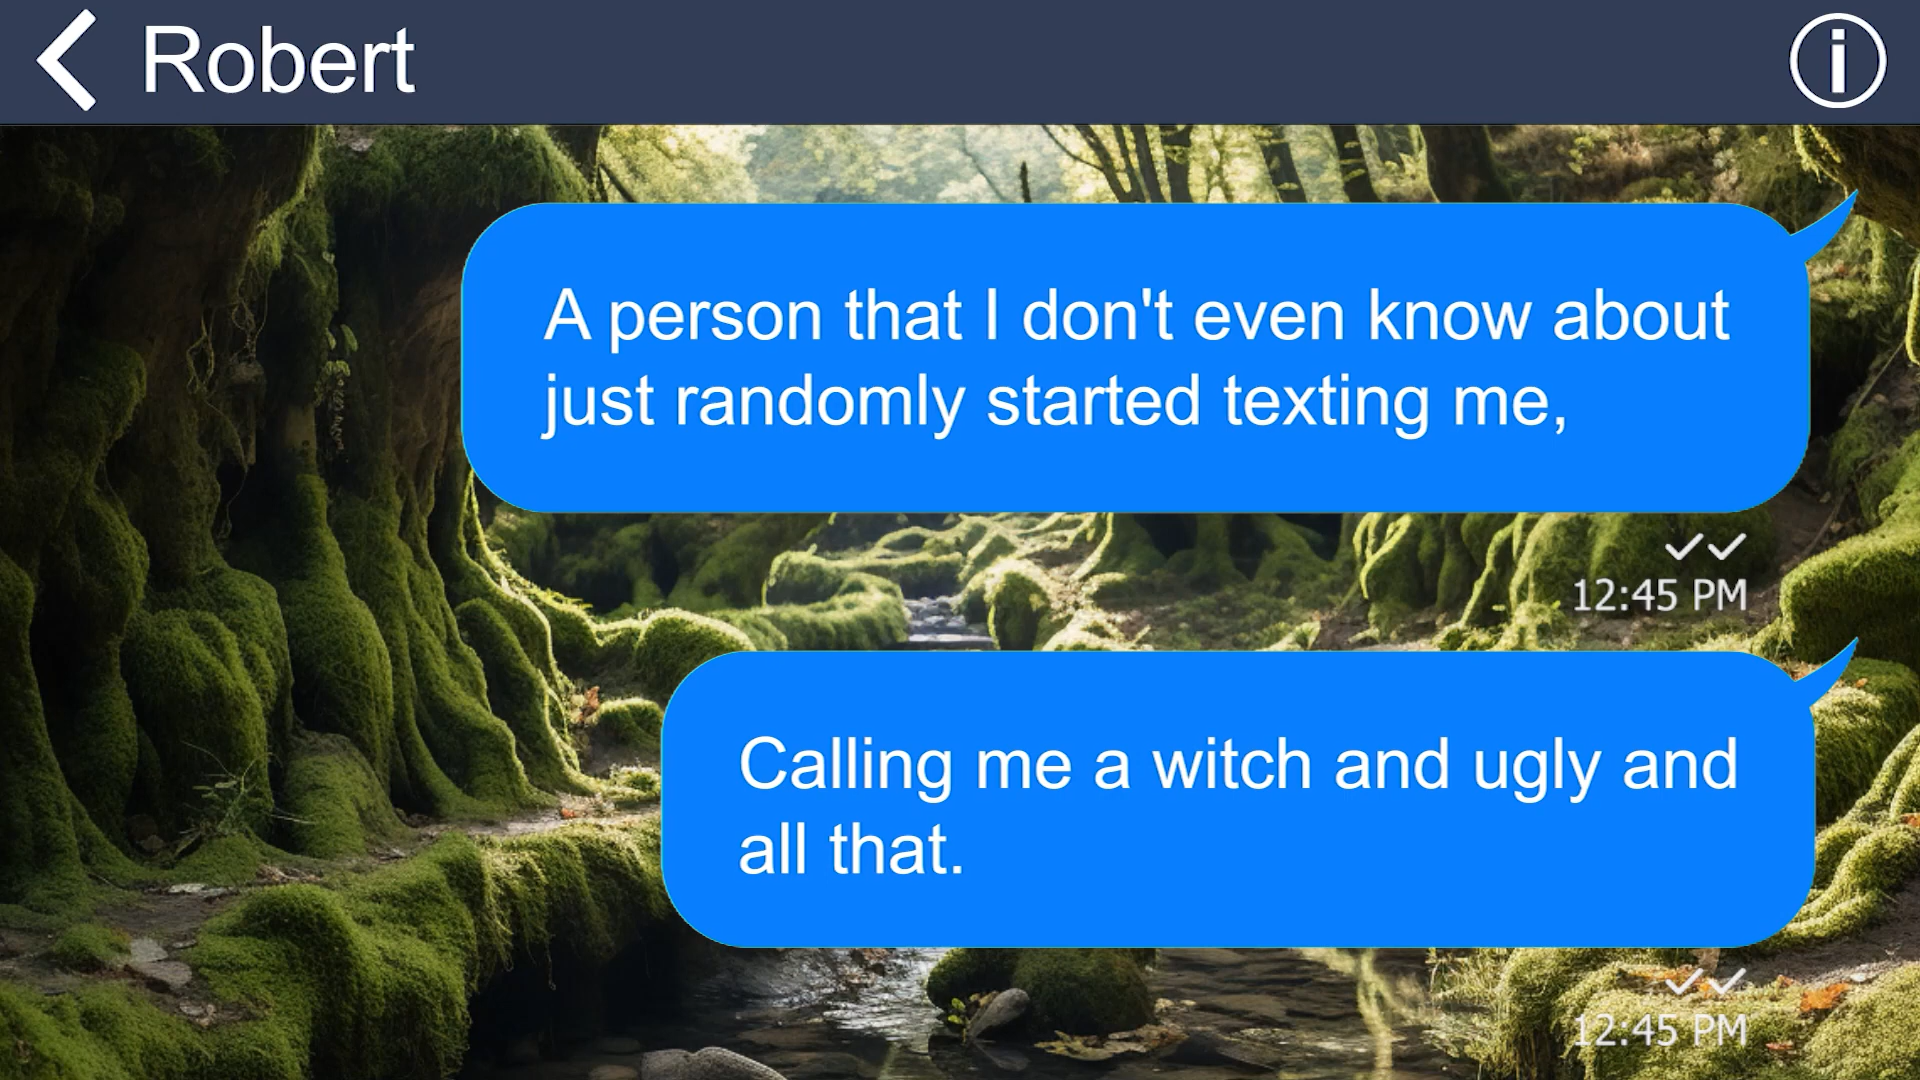 Robert
A person that I don't even know about
just randomly started texting me,
12:45 PM
Calling me a witch and ugly and
all that.
12:45 PM